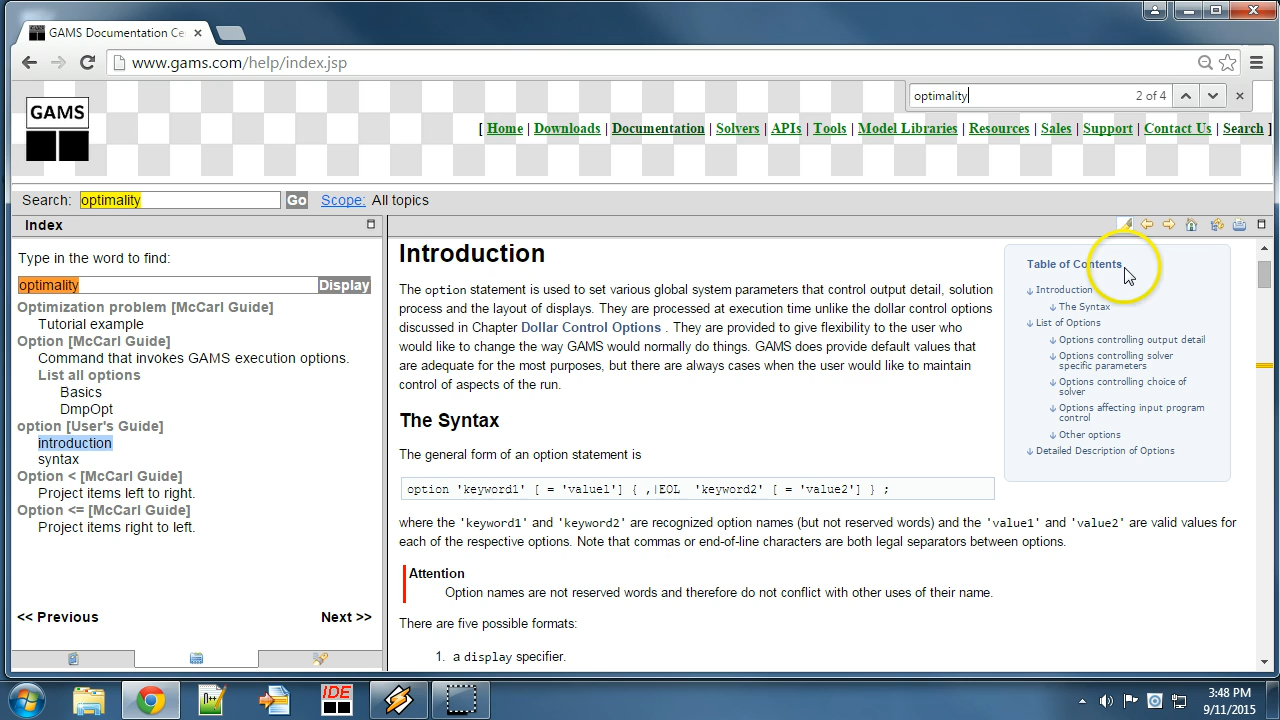 GAMS Documentation Ce
www.gams.com/help/index.jsp
optimality 2 of 4
GAMS
[ Home | Downloads | Documentation | Solvers | APIs | Tools | Model Libraries | Resources | Sales | Support | Contact Us | Search ]
Search: optimality Go Scope: All topics
Index
Type in the word to find:
optimality Display
Optimization problem [McCarl Guide]
Tutorial example
Option [McCarl Guide]
Command that invokes GAMS execution options.
List all options
Basics
DmpOpt
option [User's Guide]
introduction
syntax
Option < [McCarl Guide]
Project items left to right.
Option <= [McCarl Guide]
Project items right to left.
<< Previous Next >>
Introduction
The option statement is used to set various global system parameters that control output detail, solution
process and the layout of displays. They are processed at execution time unlike the dollar control options
discussed in Chapter Dollar Control Options . They are provided to give flexibility to the user who
would like to change the way GAMS would normally do things. GAMS does provide default values that
are adequate for the most purposes, but there are always cases when the user would like to maintain
control of aspects of the run.
The Syntax
The general form of an option statement is
option 'keyword1' [ = 'value1'] { ,|EOL 'keyword2' [ = 'value2'] } ;
where the 'keyword1' and 'keyword2' are recognized option names (but not reserved words) and the 'value1' and 'value2' are valid values for
each of the respective options. Note that commas or end-of-line characters are both legal separators between options.
Attention
Option names are not reserved words and therefore do not conflict with other uses of their name.
There are five possible formats:
1. a display specifier.
Table of Contents
↓ Introduction
↓ The Syntax
↓ List of Options
↓ Options controlling output detail
↓ Options controlling solver
specific parameters
↓ Options controlling choice of
solver
↓ Options affecting input program
control
↓ Other options
↓ Detailed Description of Options
IDE
3:48 PM
9/11/2015